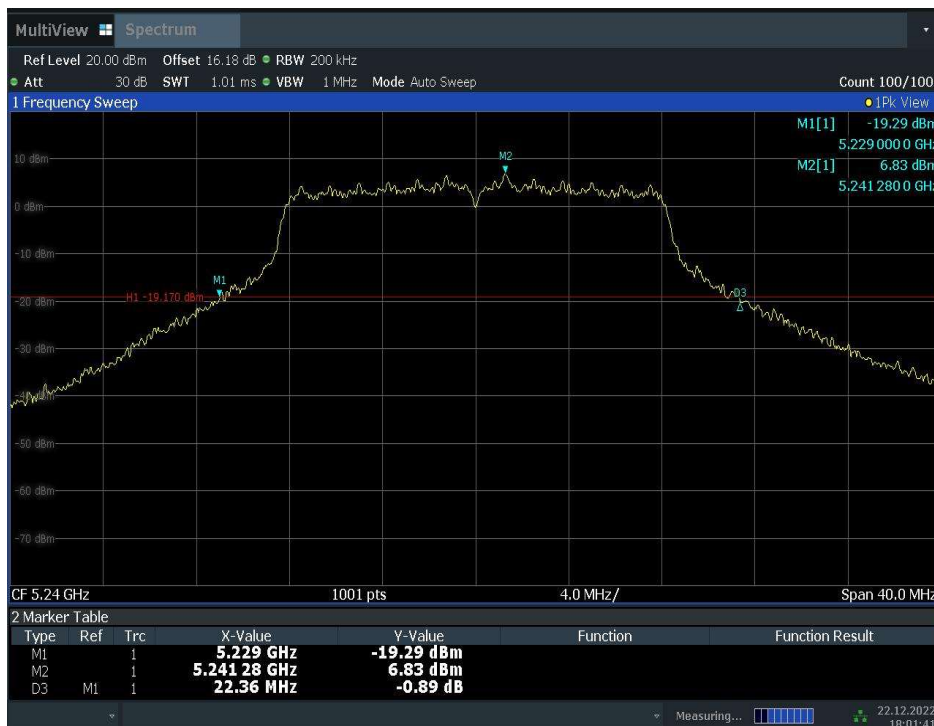 MultiView Spectrum
Ref Level 20.00 dBm Offset 16.18 dB RBW 200 kHz
Att 30 dB SWT 1.01 ms VBW 1 MHz Mode Auto Sweep Count 100/100
1 Frequency Sweep 1Pk View
M1[1] -19.29 dBm
5.229 000 0 GHz
M2[1] 6.83 dBm
5.241 280 0 GHz
M2
10 dBm
0 dBm
-10 dBm
M1
H1 -19.170 dBm
D3
-20 dBm
-30 dBm
-40 dBm
-50 dBm
-60 dBm
-70 dBm
CF 5.24 GHz 1001 pts 4.0 MHz/ Span 40.0 MHz
2 Marker Table
Type Ref Trc X-Value Y-Value Function Function Result
M1 1 5.229 GHz -19.29 dBm
M2 1 5.241 28 GHz 6.83 dBm
D3 M1 1 22.36 MHz -0.89 dB
Measuring... 22.12.2022
18:01:41